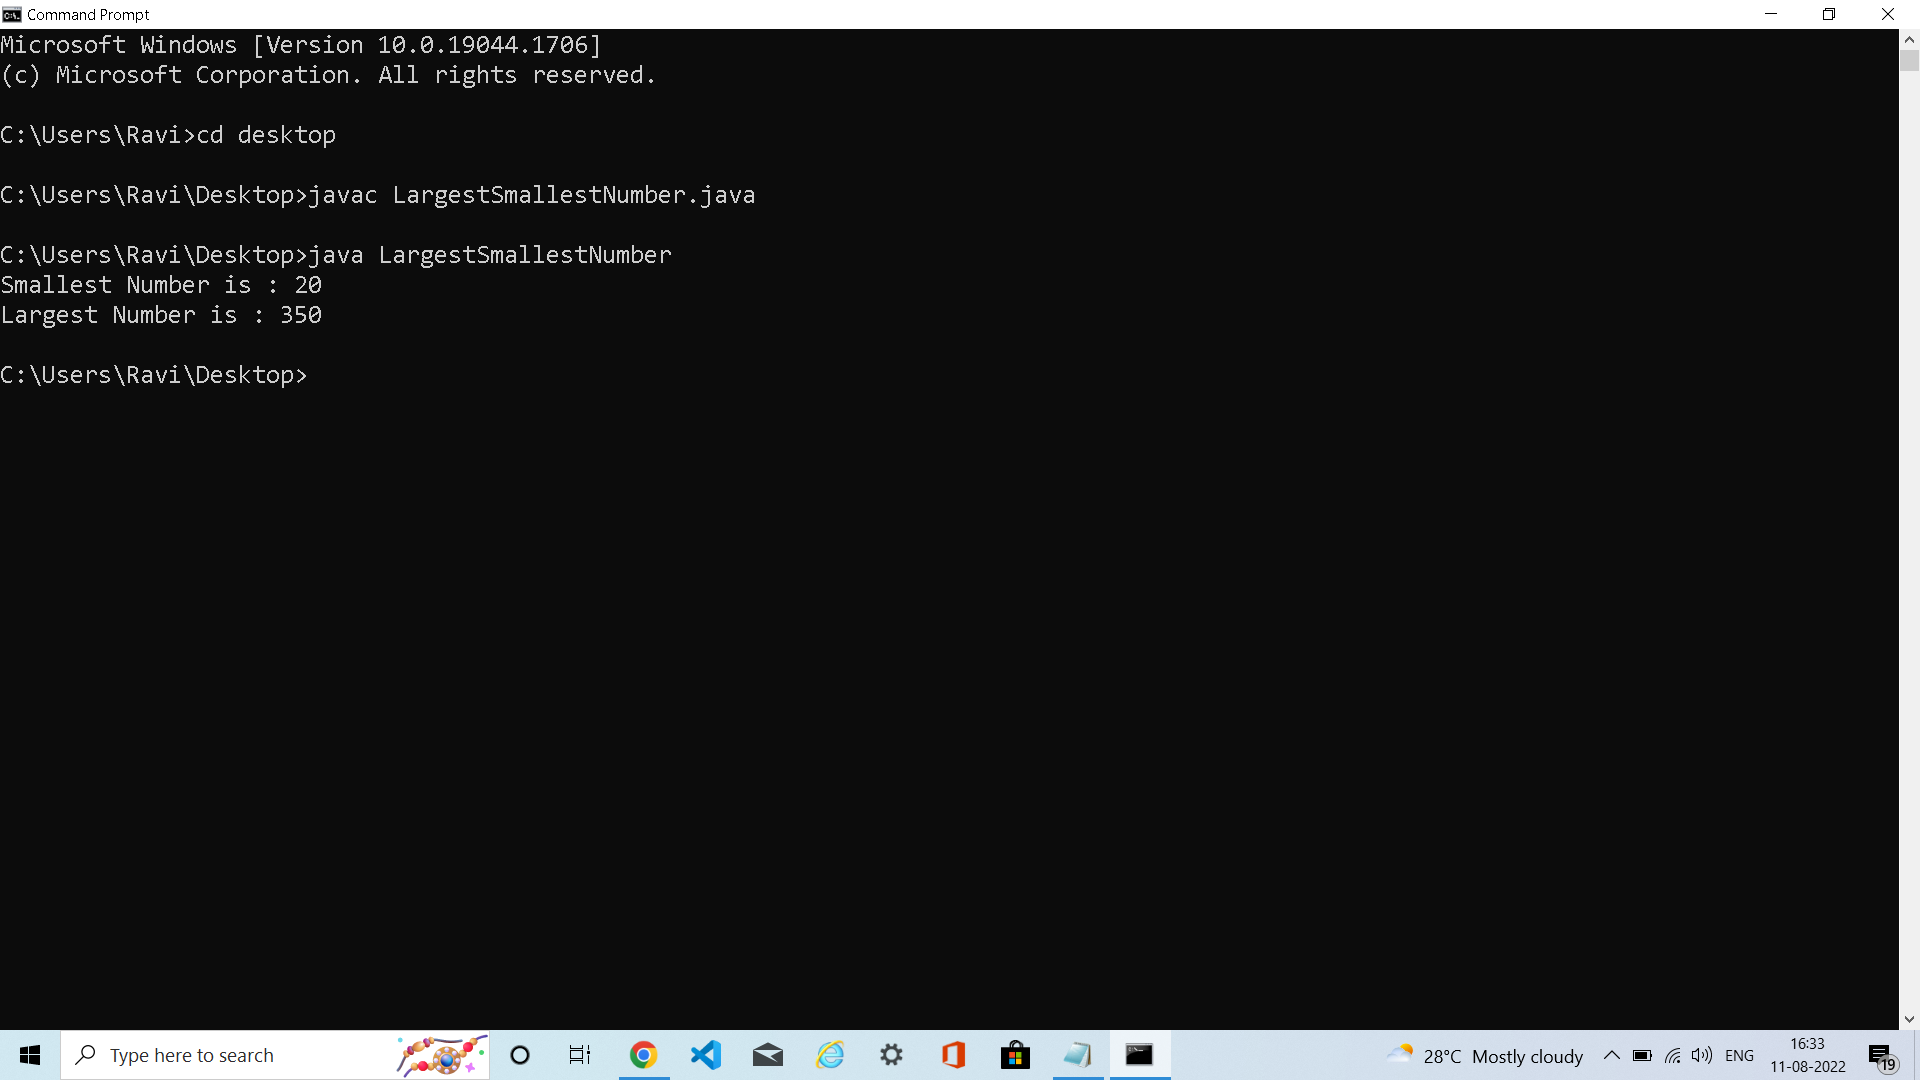 Command Prompt
Microsoft Windows [Version 10.0.19044.1706]
(c) Microsoft Corporation. All rights reserved.
C:\Users\Ravi>cd desktop
C:\Users\Ravi\Desktop>javac LargestSmallestNumber.java
C:\Users\Ravi\Desktop>java LargestSmallestNumber
Smallest Number is : 20
Largest Number is : 350
C:\Users\Ravi\Desktop>
Type here to search
28°C Mostly cloudy
ENG
16:33
11-08-2022
19